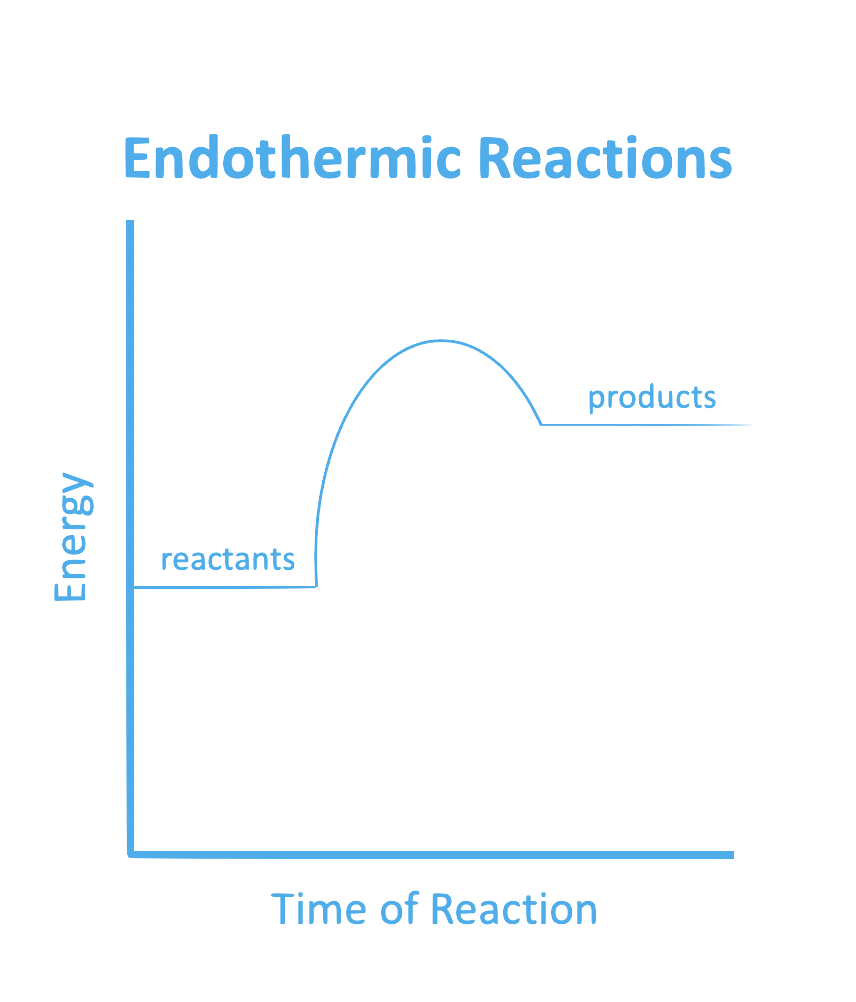 Endothermic Reactions
products
reactants
Energy
Time of Reaction